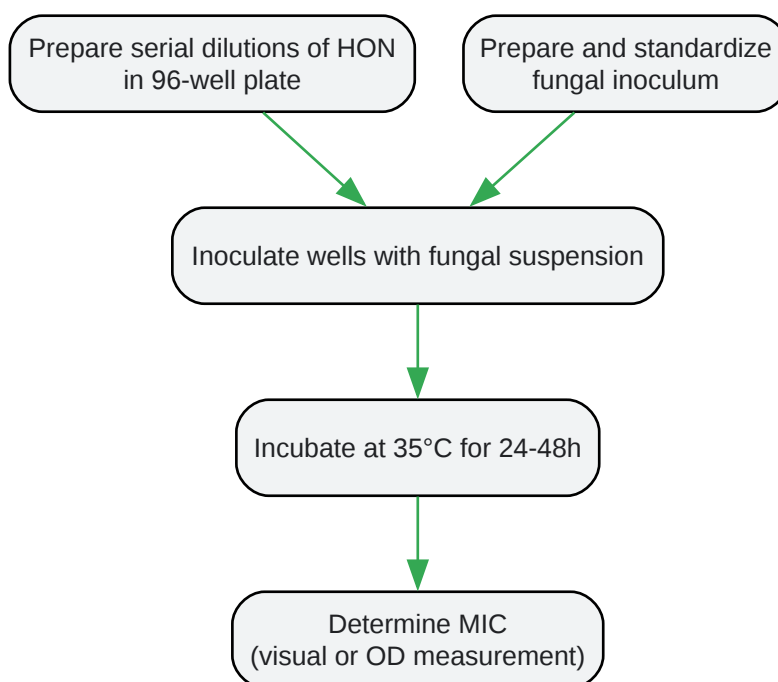 Prepare serial dilutions of HON
in 96-well plate
Prepare and standardize
fungal inoculum
Inoculate wells with fungal suspension
Incubate at 35°C for 24-48h
Determine MIC
(visual or OD measurement)